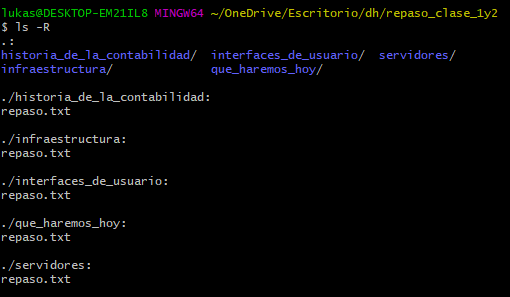 lukas@DESKTOP-EM21IL8 MINGW64 ~/OneDrive/Escritorio/dh/repaso_clase_1y2
$ ls -R
.:
historia_de_la_contabilidad/  interfaces_de_usuario/  servidores/
infraestructura/              que_haremos_hoy/

./historia_de_la_contabilidad:
repaso.txt

./infraestructura:
repaso.txt

./interfaces_de_usuario:
repaso.txt

./que_haremos_hoy:
repaso.txt

./servidores:
repaso.txt